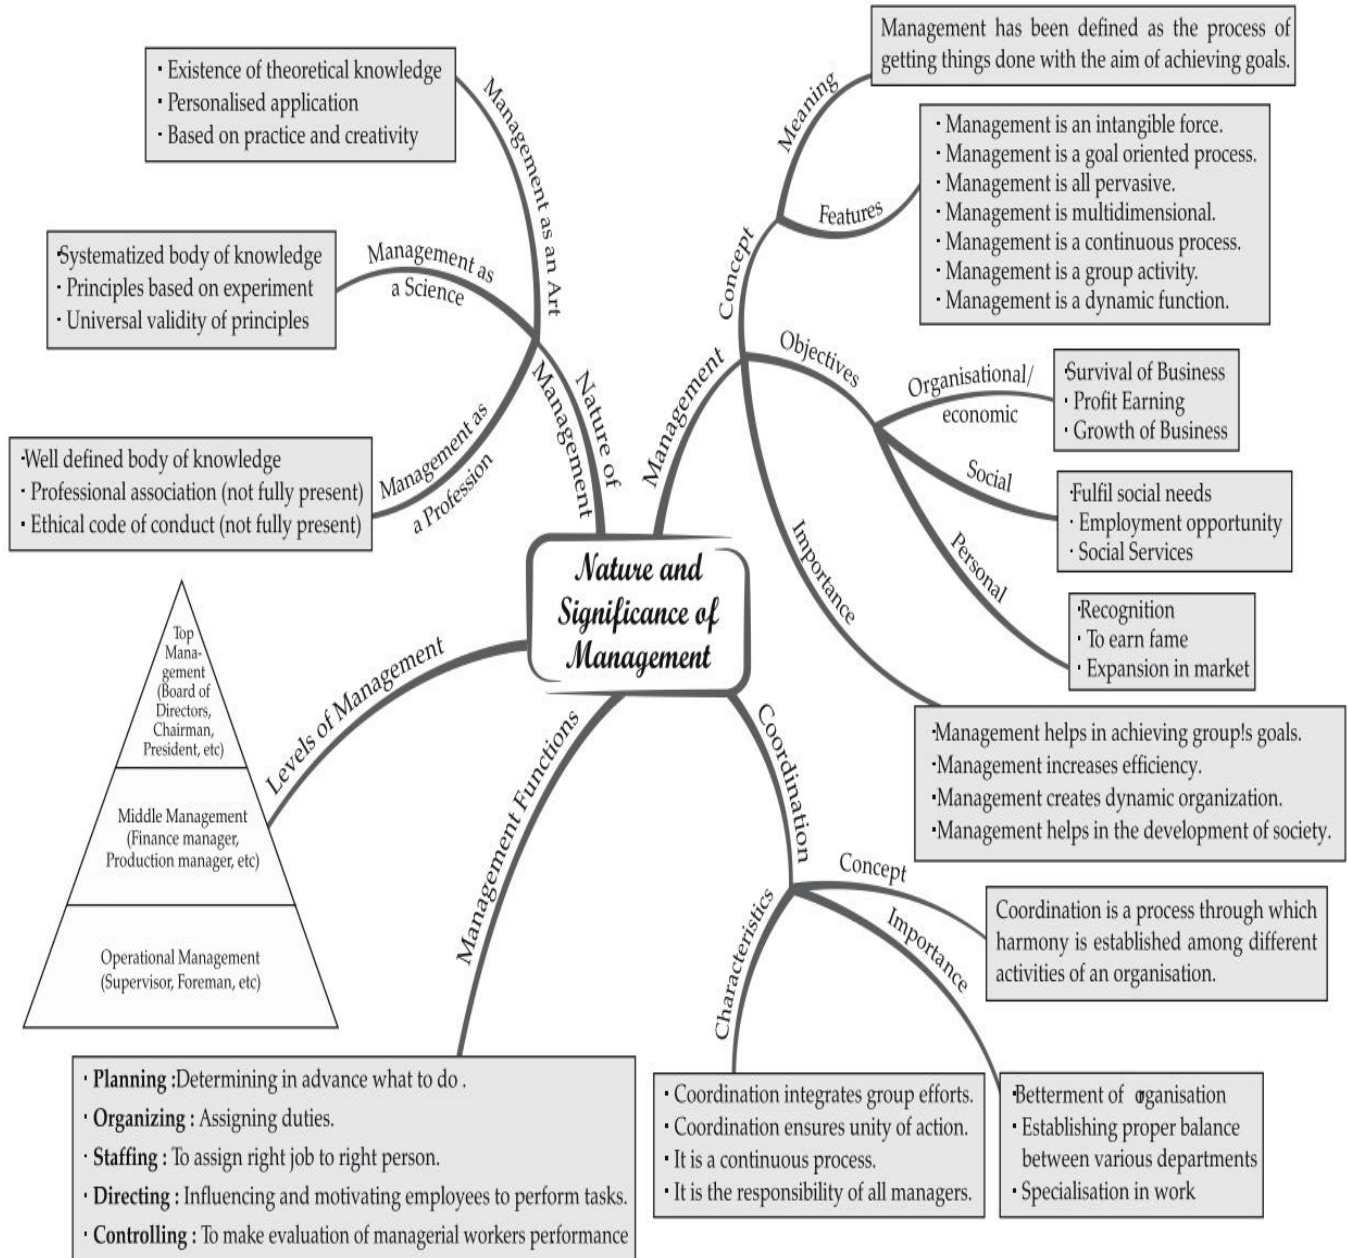 Nature and
Significance of
Management
Management
Concept
Meaning
Management has been defined as the process of
getting things done with the aim of achieving goals.
Features
· Management is an intangible force.
· Management is a goal oriented process.
· Management is all pervasive.
· Management is multidimensional.
· Management is a continuous process.
· Management is a group activity.
· Management is a dynamic function.
Objectives
Organisational/
economic
·Survival of Business
· Profit Earning
· Growth of Business
Social
·Fulfil social needs
· Employment opportunity
· Social Services
Personal
·Recognition
· To earn fame
· Expansion in market
Importance
·Management helps in achieving group!s goals.
·Management increases efficiency.
·Management creates dynamic organization.
·Management helps in the development of society.
Coordination
Concept
Coordination is a process through which
harmony is established among different
activities of an organisation.
Importance
·Betterment of organisation
· Establishing proper balance
between various departments
· Specialisation in work
Characteristics
· Coordination integrates group efforts.
· Coordination ensures unity of action.
· It is a continuous process.
· It is the responsibility of all managers.
Management Functions
· Planning :Determining in advance what to do .
· Organizing : Assigning duties.
· Staffing : To assign right job to right person.
· Directing : Influencing and motivating employees to perform tasks.
· Controlling : To make evaluation of managerial workers performance
Levels of Management
Top
Mana-
gement
(Board of
Directors,
Chairman,
President, etc)
Middle Management
(Finance manager,
Production manager, etc)
Operational Management
(Supervisor, Foreman, etc)
Nature of
Management
Management as an Art
· Existence of theoretical knowledge
· Personalised application
· Based on practice and creativity
Management as
a Science
·Systematized body of knowledge
· Principles based on experiment
· Universal validity of principles
Management as
a Profession
·Well defined body of knowledge
· Professional association (not fully present)
· Ethical code of conduct (not fully present)